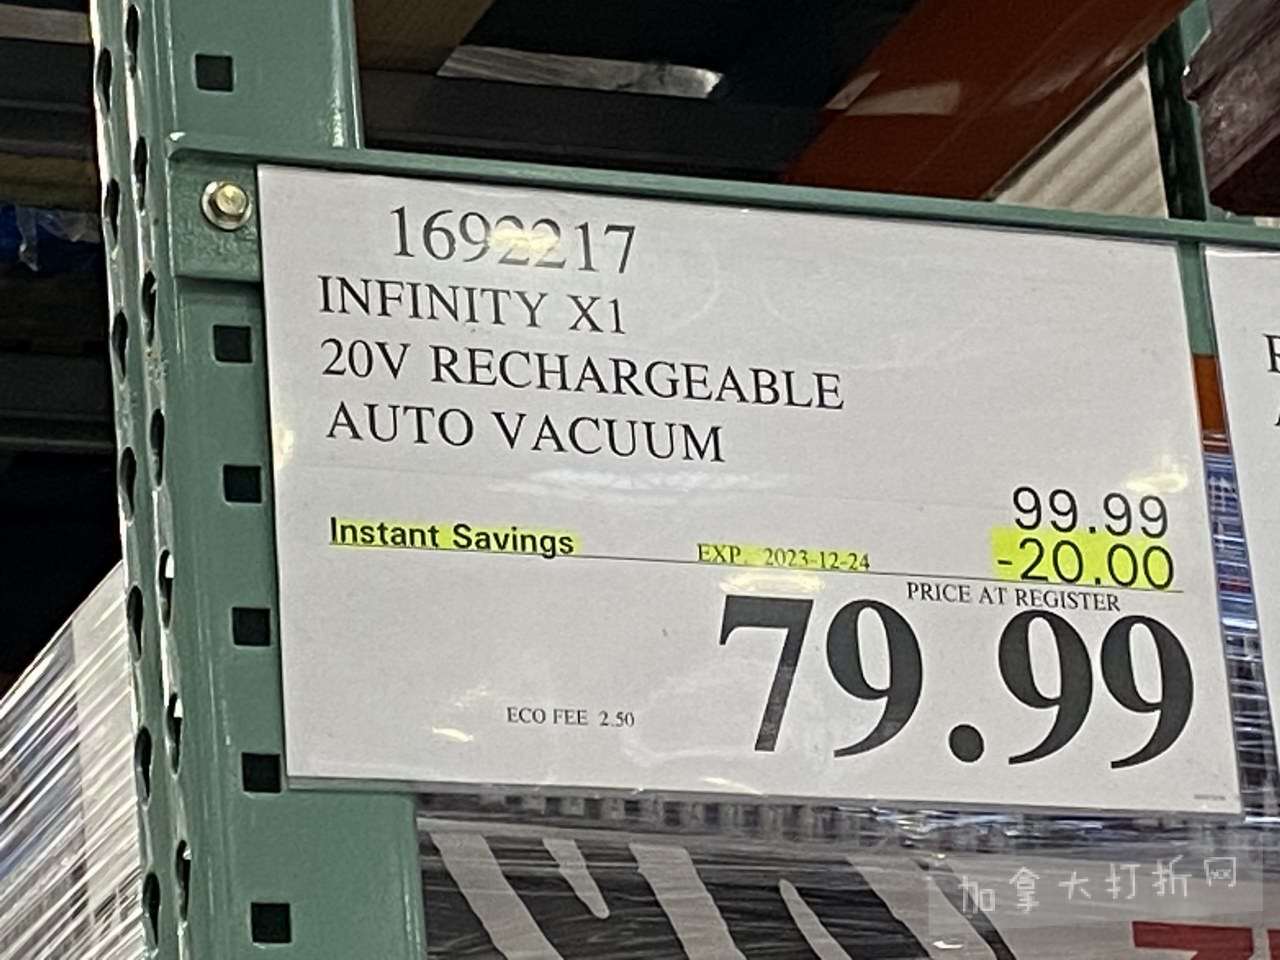 1692217
INFINITY X1
20V RECHARGEABLE
AUTO VACUUM
99.99
Instant Savings EXP. 2023-12-24 -20.00
PRICE AT REGISTER
79.99
ECO FEE 2.50
加拿大打折网